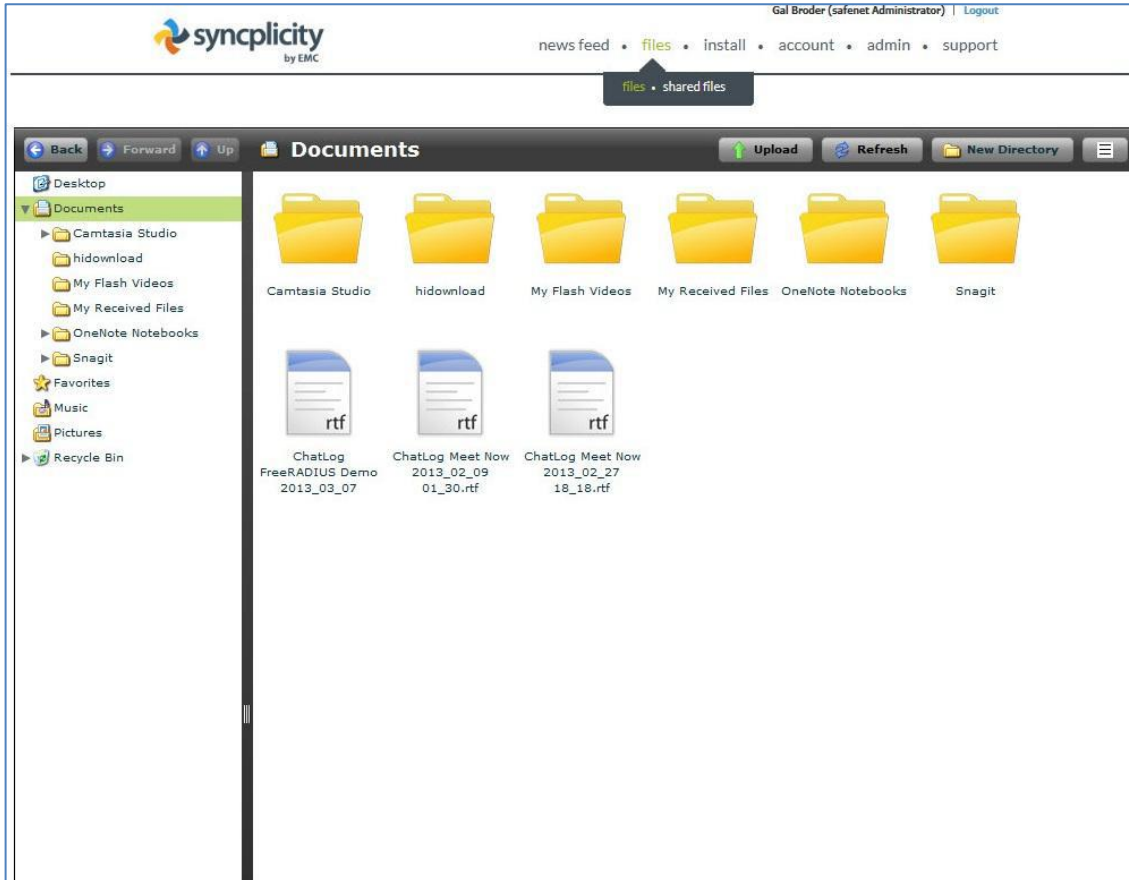 Gal Broder (safenet Administrator) | Logout
syncplicity
by EMC
news feed • files • install • account • admin • support
files • shared files
Back Forward Up Documents Upload Refresh New Directory
Desktop
Documents
Camtasia Studio
hidownload
My Flash Videos
My Received Files
OneNote Notebooks
Snagit
Favorites
Music
Pictures
Recycle Bin
Camtasia Studio hidownload My Flash Videos My Received Files OneNote Notebooks Snagit
rtf rtf rtf
ChatLog FreeRADIUS Demo 2013_03_07
ChatLog Meet Now 2013_02_09 01_30.rtf
ChatLog Meet Now 2013_02_27 18_18.rtf